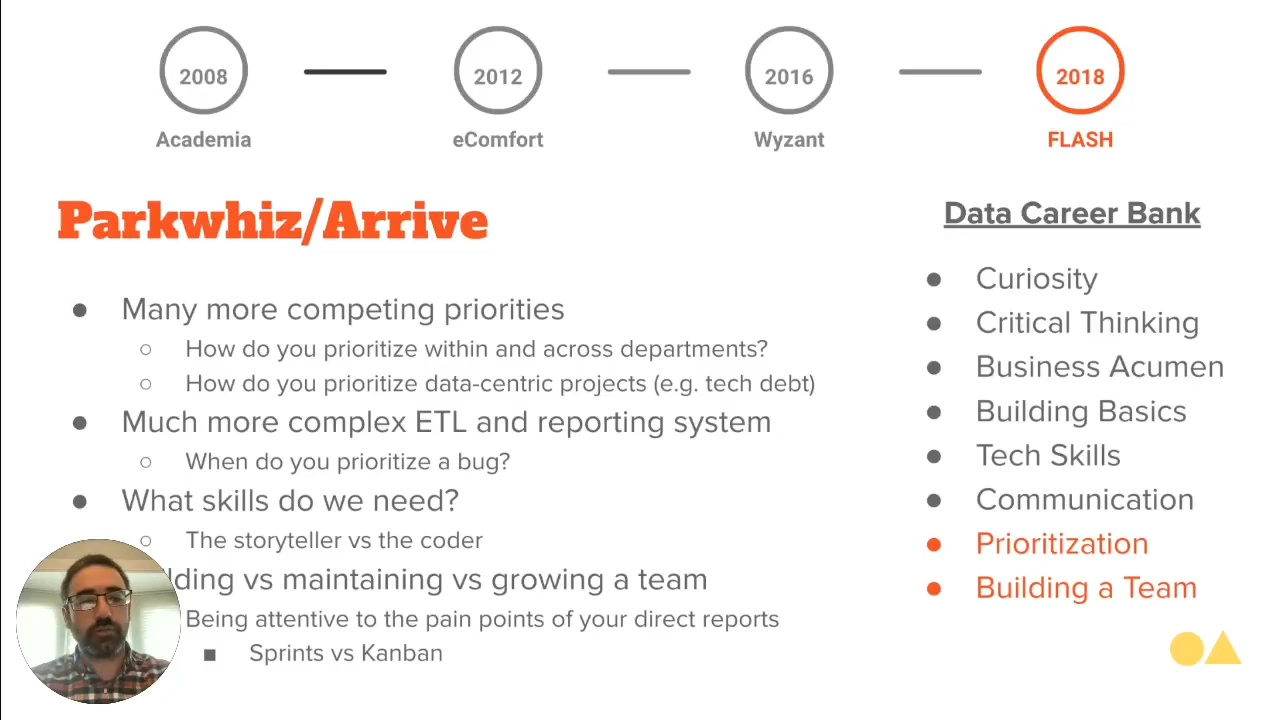 2008
2012
2016
2018
Academia
eComfort
Wyzant
FLASH
Parkwhiz/Arrive
Data Career Bank
● Many more competing priorities
○ How do you prioritize within and across departments?
○ How do you prioritize data-centric projects (e.g. tech debt)
● Much more complex ETL and reporting system
○ When do you prioritize a bug?
● What skills do we need?
○ The storyteller vs the coder
vs maintaining vs growing a team
Being attentive to the pain points of your direct reports
■ Sprints vs Kanban
● Curiosity
● Critical Thinking
● Business Acumen
● Building Basics
● Tech Skills
● Communication
● Prioritization
● Building a Team